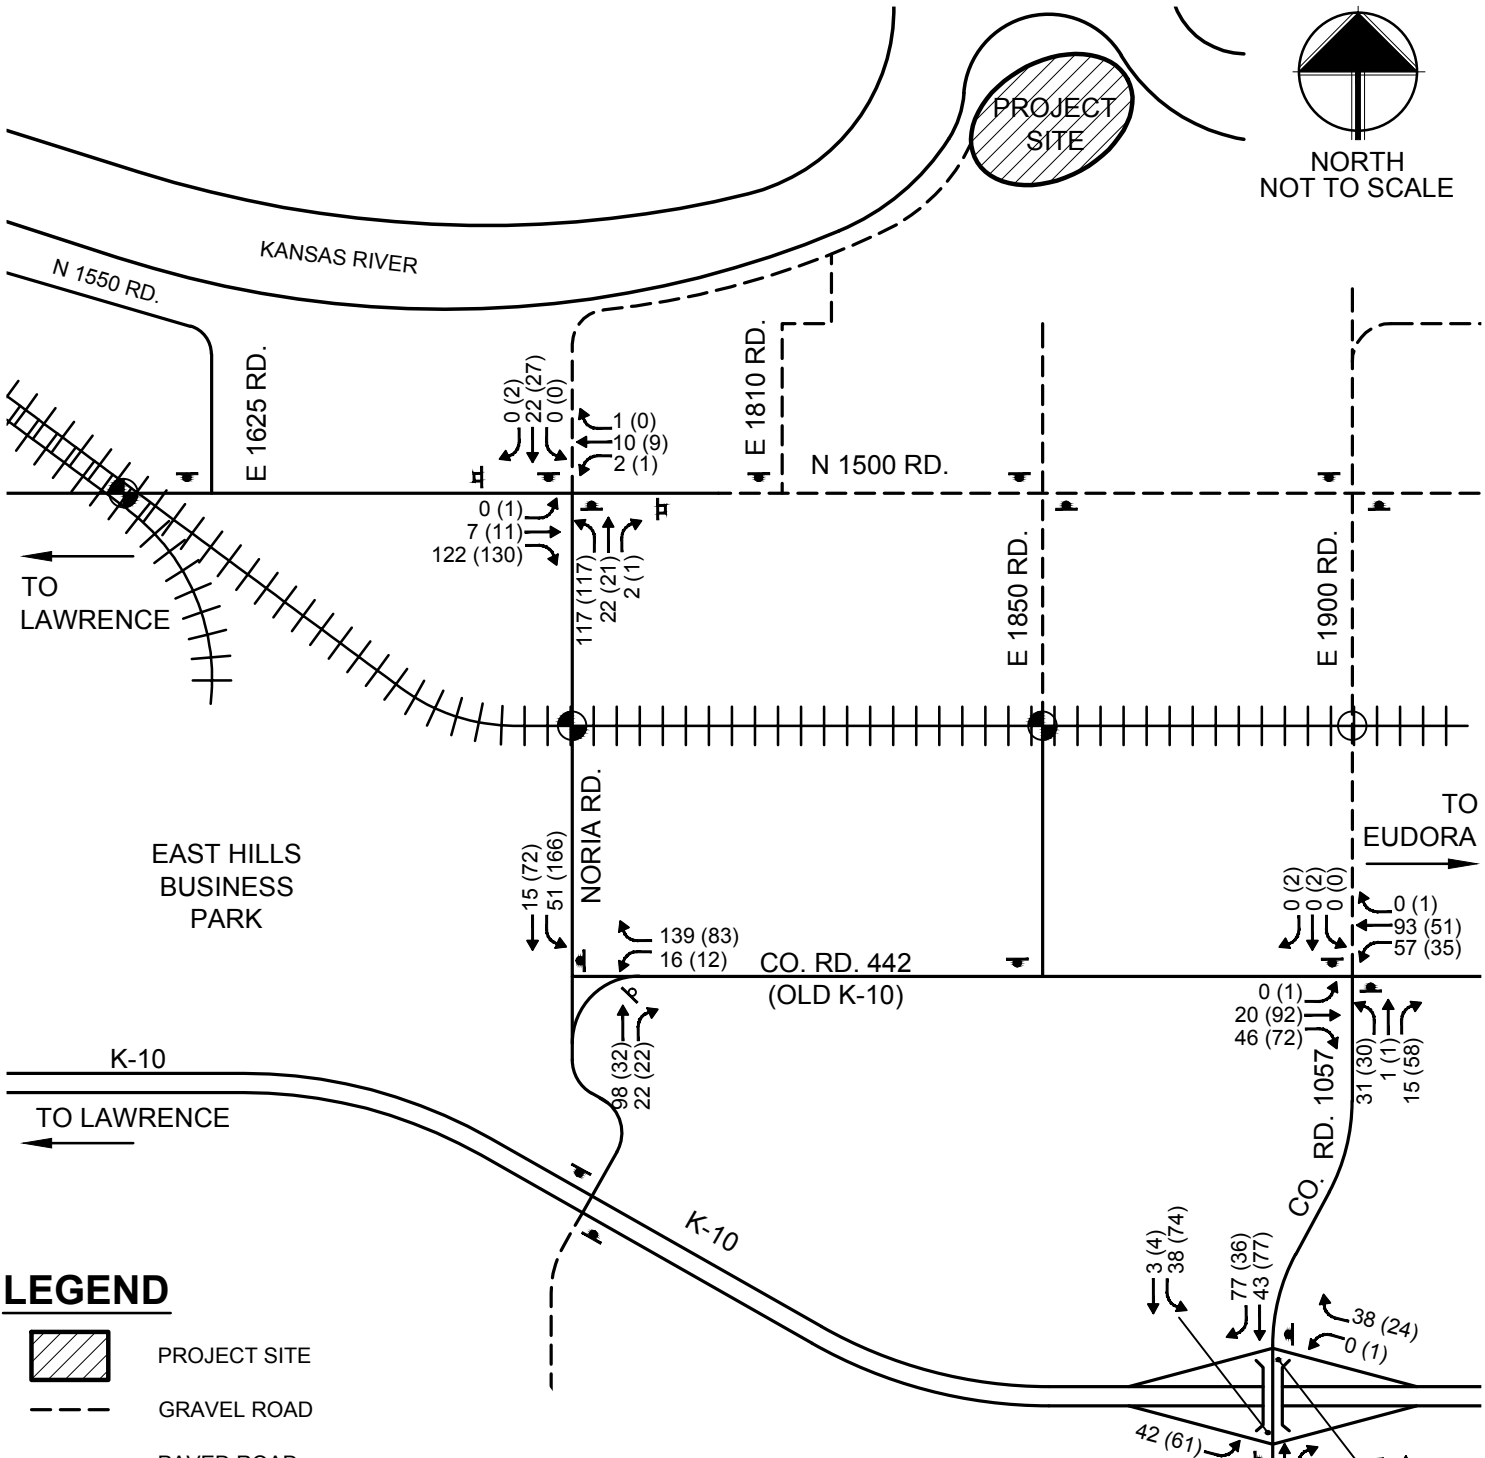 PROJECT
SITE
NORTH
NOT TO SCALE
KANSAS RIVER
N 1550 RD.
E 1625 RD.
0 (2)
22 (27)
0 (0)
1 (0)
10 (9)
2 (1)
E 1810 RD.
N 1500 RD.
0 (1)
7 (11)
122 (130)
117 (117)
22 (21)
2 (1)
TO
LAWRENCE
E 1850 RD.
E 1900 RD.
NORIA RD.
TO
EUDORA
EAST HILLS
BUSINESS
PARK
15 (72)
51 (166)
139 (83)
16 (12)
CO. RD. 442
(OLD K-10)
98 (32)
22 (22)
0 (2)
0 (2)
0 (0)
0 (1)
93 (51)
57 (35)
0 (1)
20 (92)
46 (72)
31 (30)
1 (1)
15 (58)
CO. RD. 1057
K-10
TO LAWRENCE
K-10
3 (4)
38 (74)
77 (36)
43 (77)
38 (24)
0 (1)
42 (61)
LEGEND
PROJECT SITE
GRAVEL ROAD
PAVED ROAD